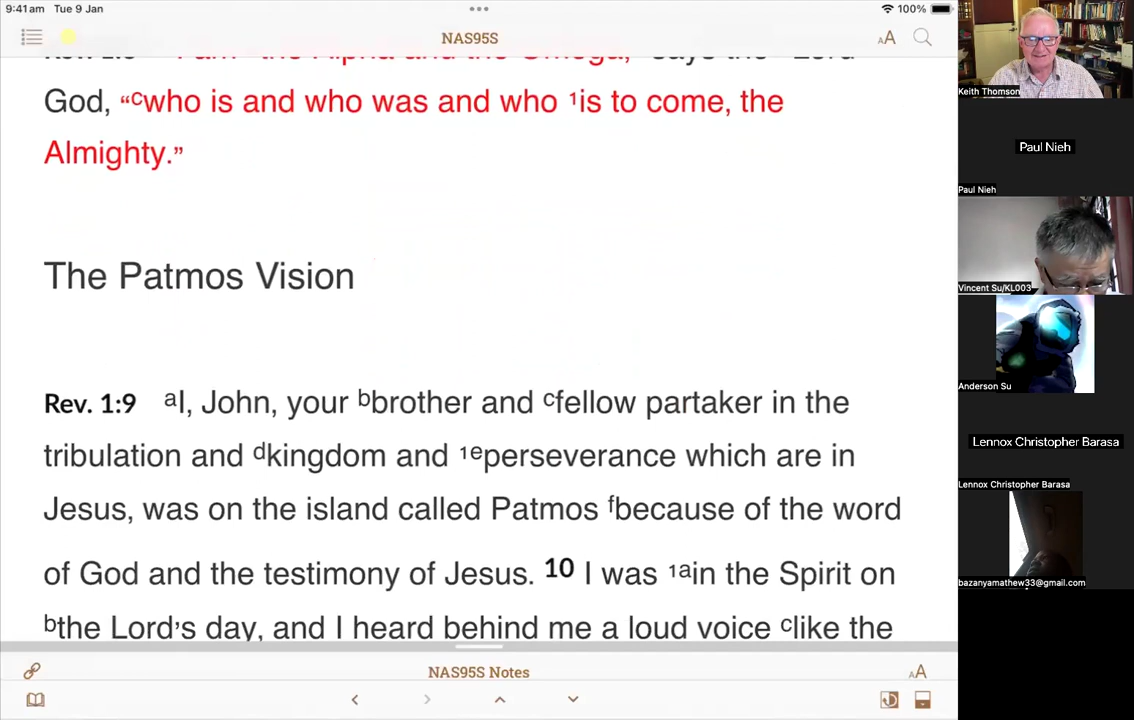 9:41am Tue 9 Jan
100%
NAS95S
AA
God, “cwho is and who was and who 1is to come, the
Almighty.”
The Patmos Vision
Rev. 1:9 aI, John, your bbrother and cfellow partaker in the
tribulation and dkingdom and 1eperseverance which are in
Jesus, was on the island called Patmos fbecause of the word
of God and the testimony of Jesus. 10 I was 1ain the Spirit on
bthe Lord’s day, and I heard behind me a loud voice clike the
NAS95S Notes
AA
Keith Thomson
Paul Nieh
Paul Nieh
Vincent Su/KL003
Anderson Su
Lennox Christopher Barasa
Lennox Christopher Barasa
bazanyamathew33@gmail.com